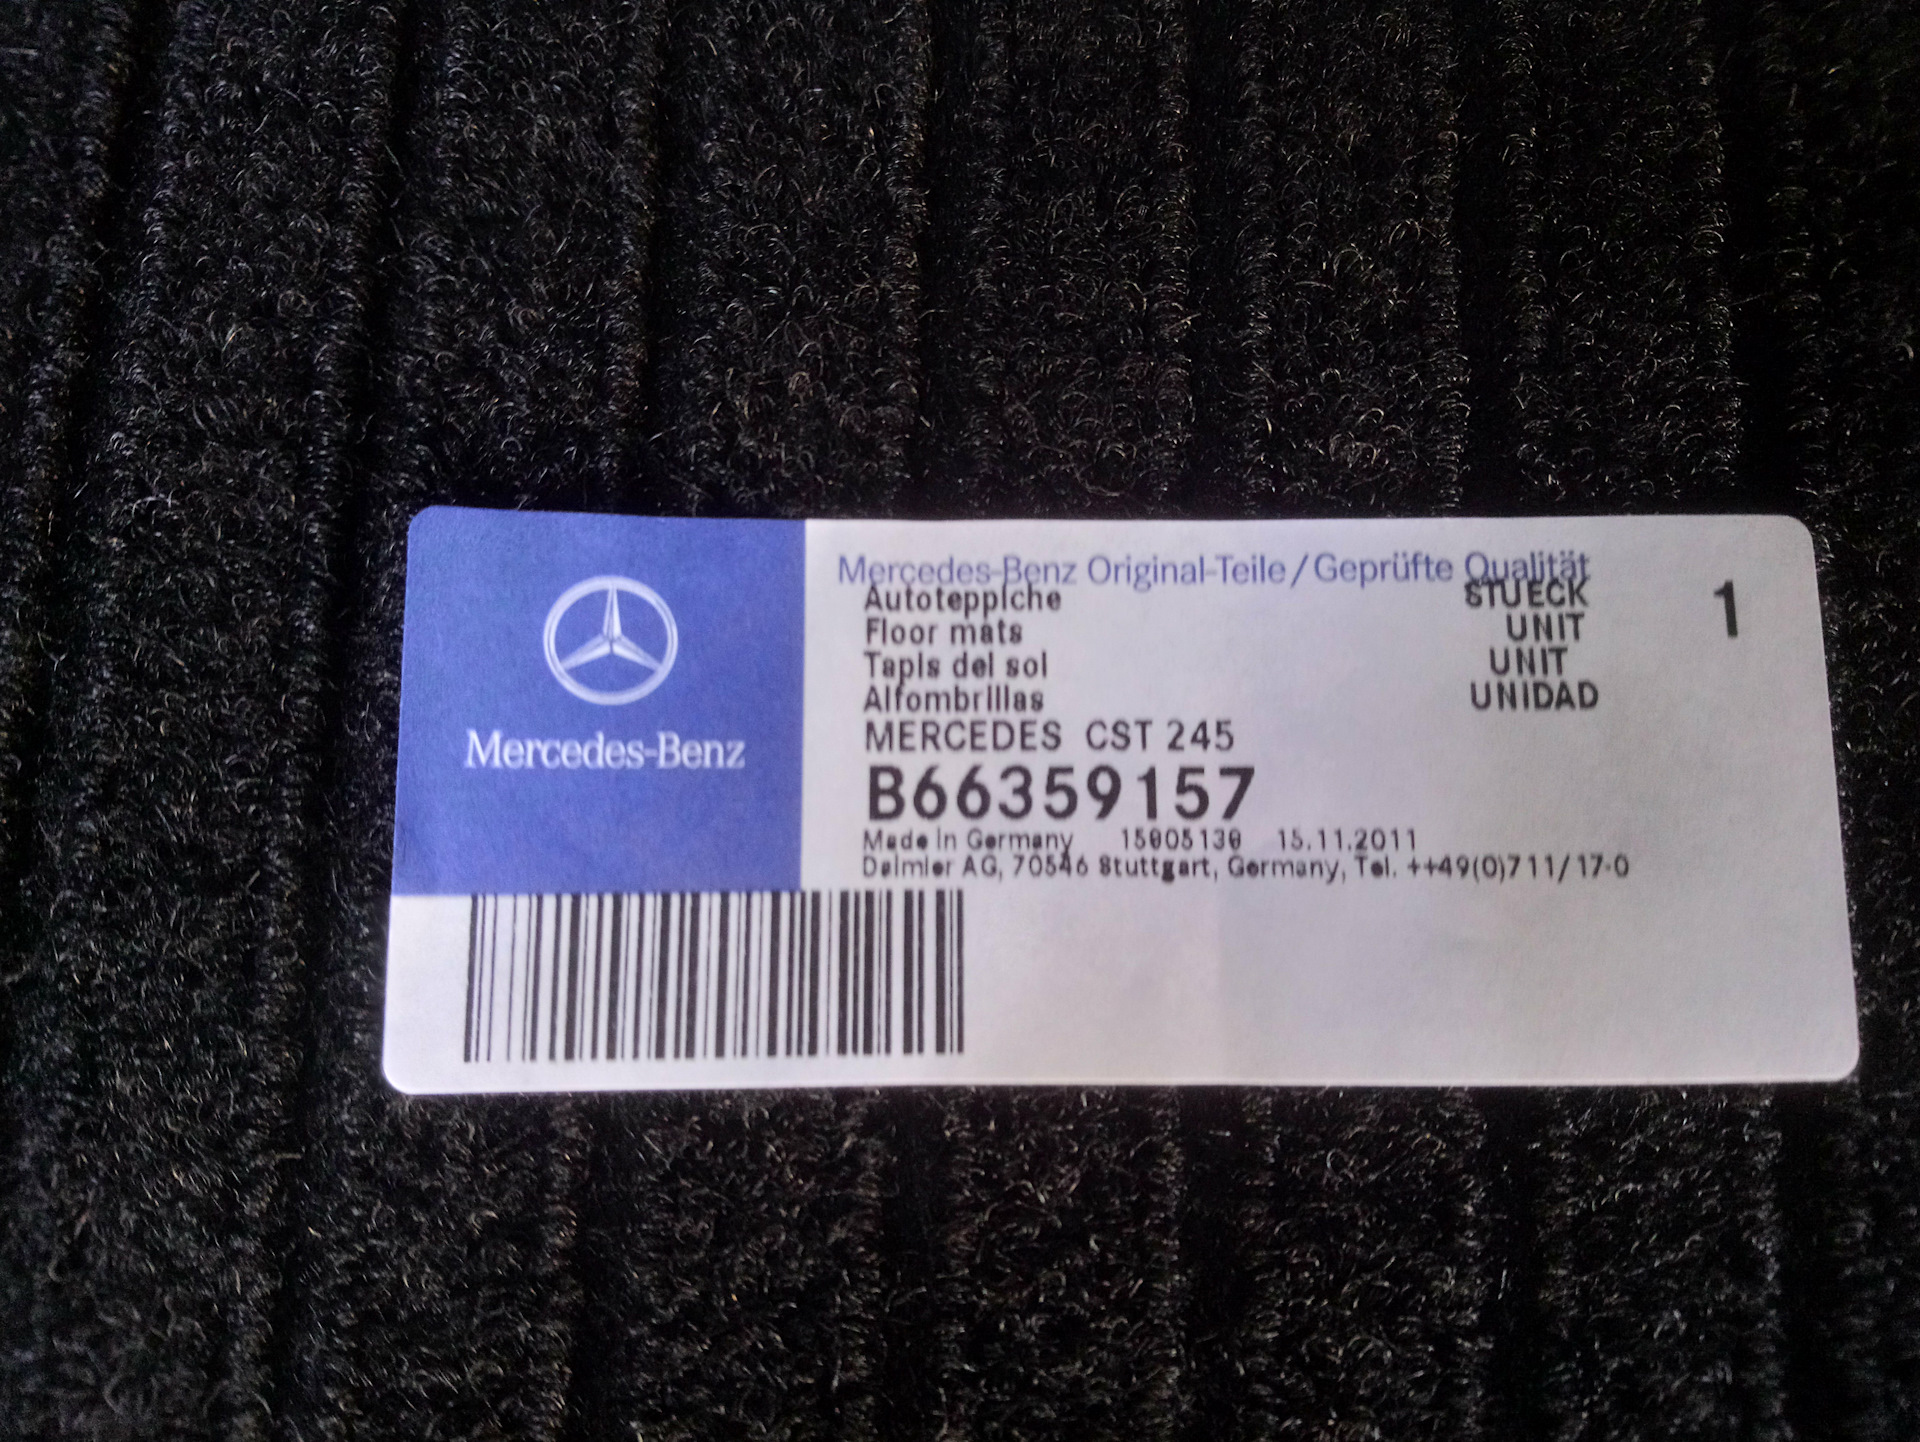 Mercedes-Benz
Mercedes-Benz Original-Teile/Geprüfte Qualität
Autoteppiche STUECK 1
Floor mats UNIT
Tapis del sol UNIT
Alfombrillas UNIDAD
MERCEDES CST 245
B66359157
Made in Germany 15005130 15.11.2011
Daimler AG, 70546 Stuttgart, Germany, Tel. ++49(0)711/17-0